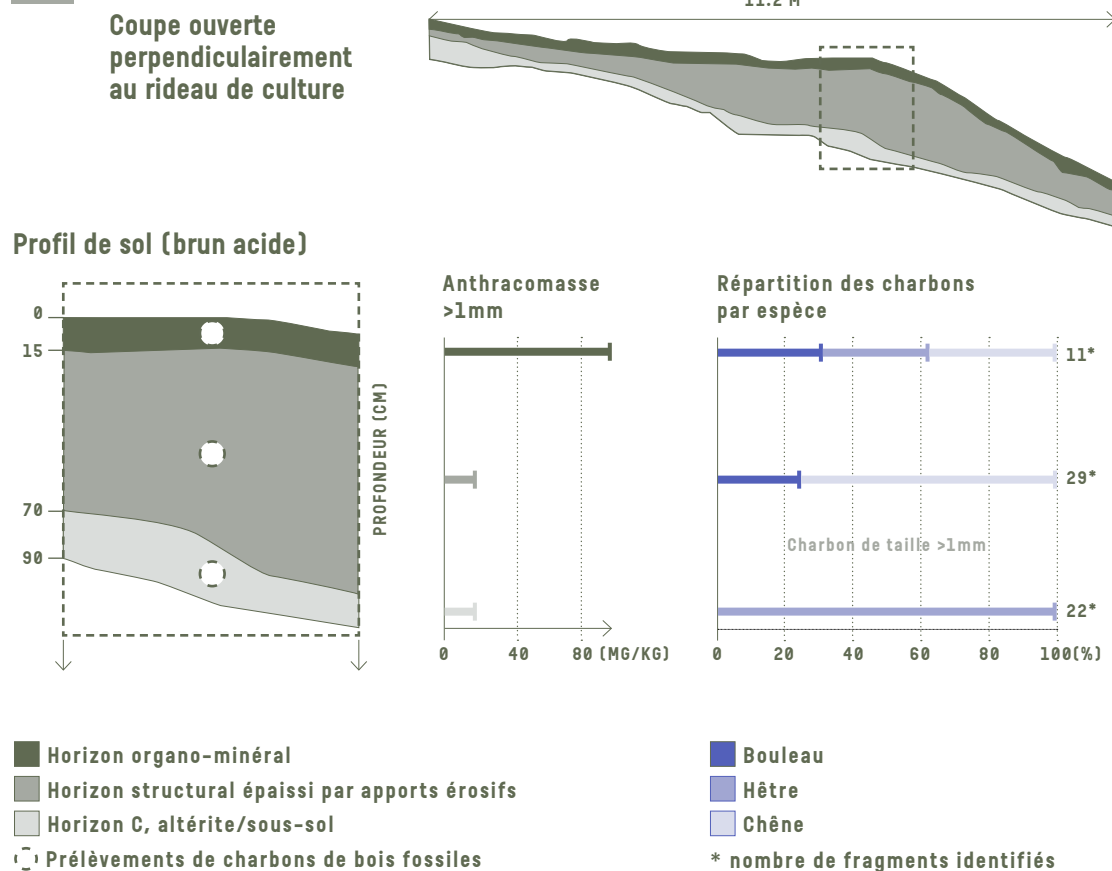 11.2 M
Coupe ouverte
perpendiculairement
au rideau de culture
Profil de sol (brun acide)
0
15
70
90
PROFONDEUR (CM)
Anthracomasse
>1mm
0 40 80 (MG/KG)
Répartition des charbons
par espèce
11*
29*
Charbon de taille >1mm
22*
0 20 40 60 80 100(%)
Horizon organo-minéral
Horizon structural épaissi par apports érosifs
Horizon C, altérite/sous-sol
Prélèvements de charbons de bois fossiles
Bouleau
Hêtre
Chêne
* nombre de fragments identifiés